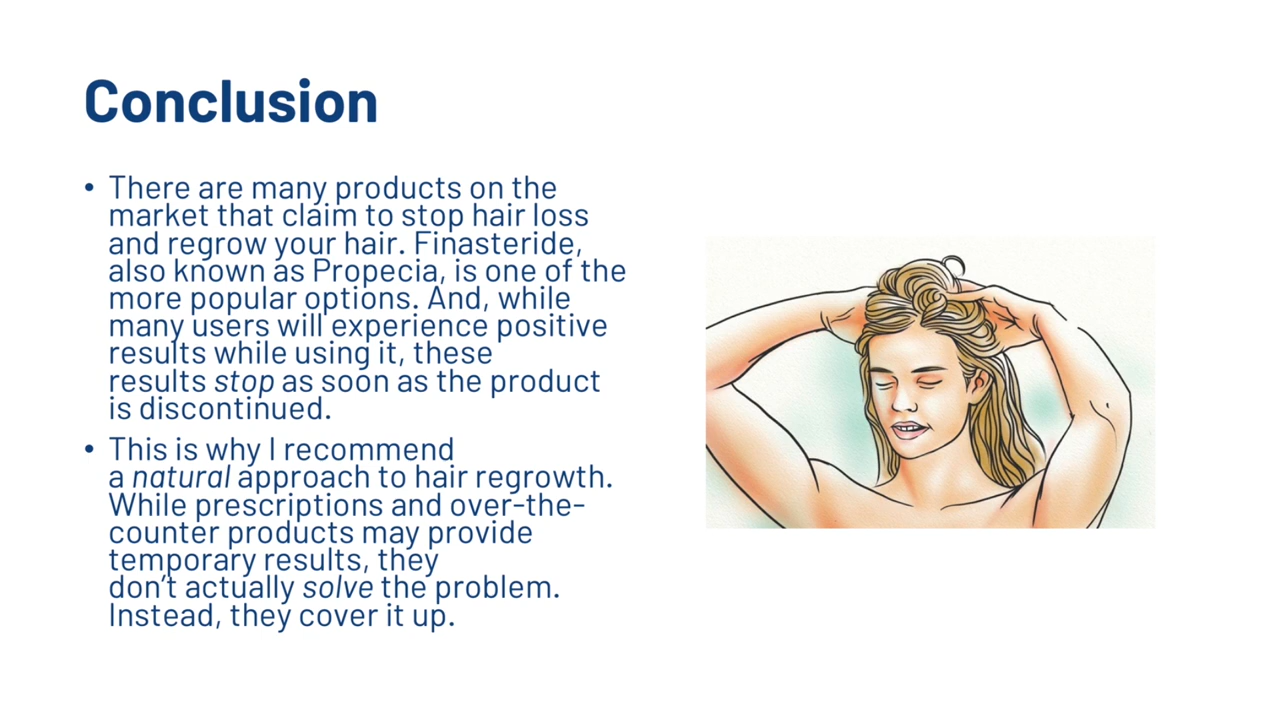 Conclusion
• There are many products on the
market that claim to stop hair loss
and regrow your hair. Finasteride,
also known as Propecia, is one of the
more popular options. And, while
many users will experience positive
results while using it, these
results stop as soon as the product
is discontinued.
• This is why I recommend
a natural approach to hair regrowth.
While prescriptions and over-the-
counter products may provide
temporary results, they
don’t actually solve the problem.
Instead, they cover it up.